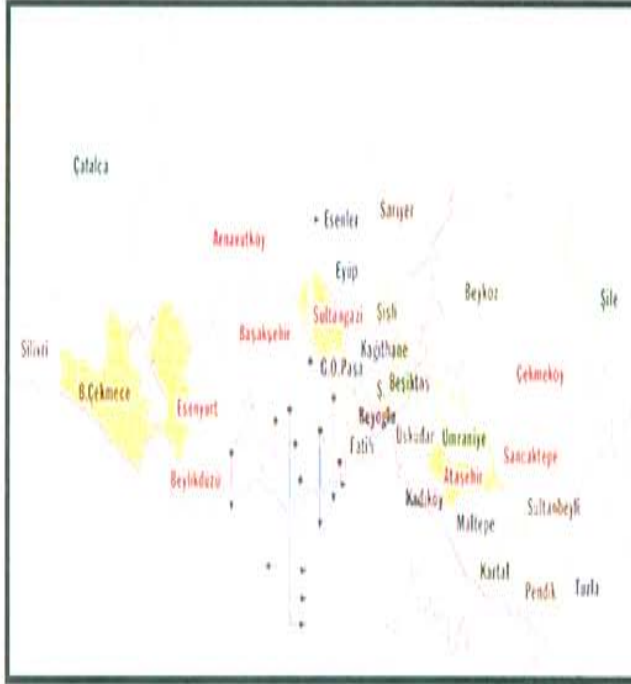 Çatalca
Sarıyer
Esenler
Arnavutköy
Eyüp
Beykoz
Şile
Sultangazi
Şişli
Başakşehir
Silivri
Kağıthane
G.O.Paşa
Çekmeköy
B.Çekmece
Ş.
Beşiktaş
Esenyurt
Beyoğlu
Fatih
Üsküdar
Ümraniye
Sancaktepe
Beylikdüzü
Ataşehir
Kadıköy
Sultanbeyli
Maltepe
Kartal
Pendik
Tuzla